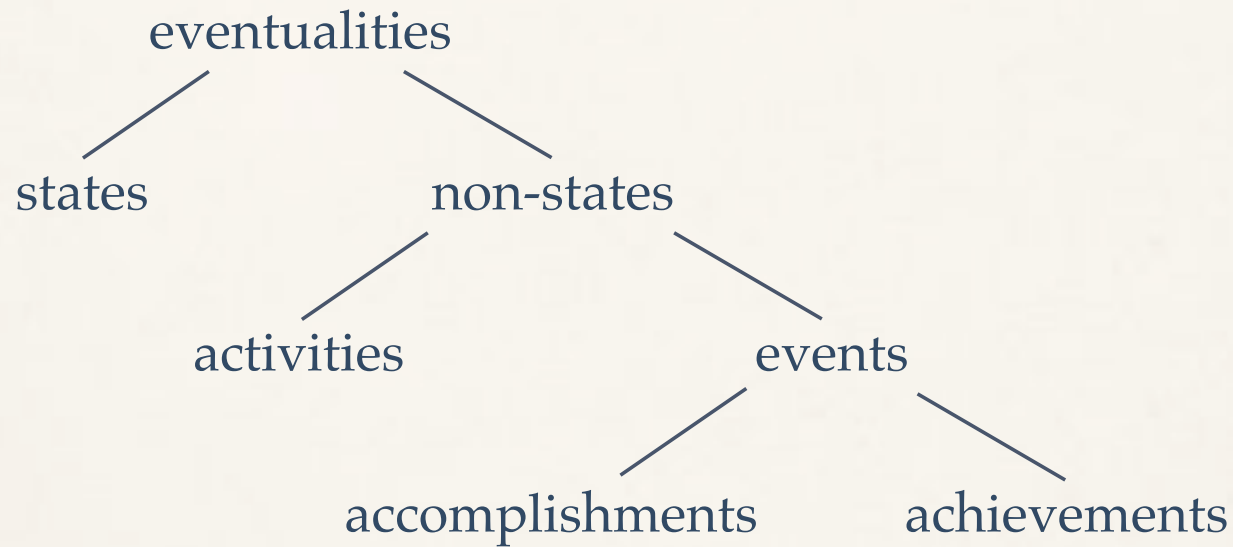 eventualities
states non-states
activities events
accomplishments achievements